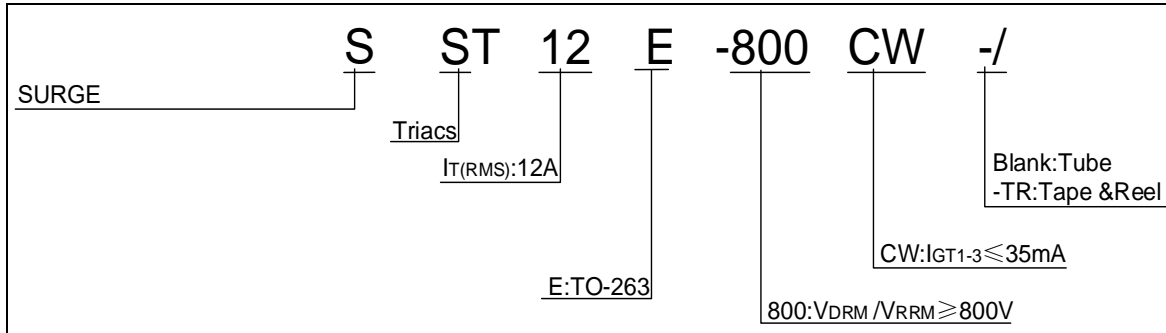 S ST 12 E -800 CW -/
SURGE
Triacs
IT(RMS):12A
Blank:Tube
-TR:Tape &Reel
CW:IGT1-3≤35mA
E:TO-263
800:VDRM /VRRM≥800V